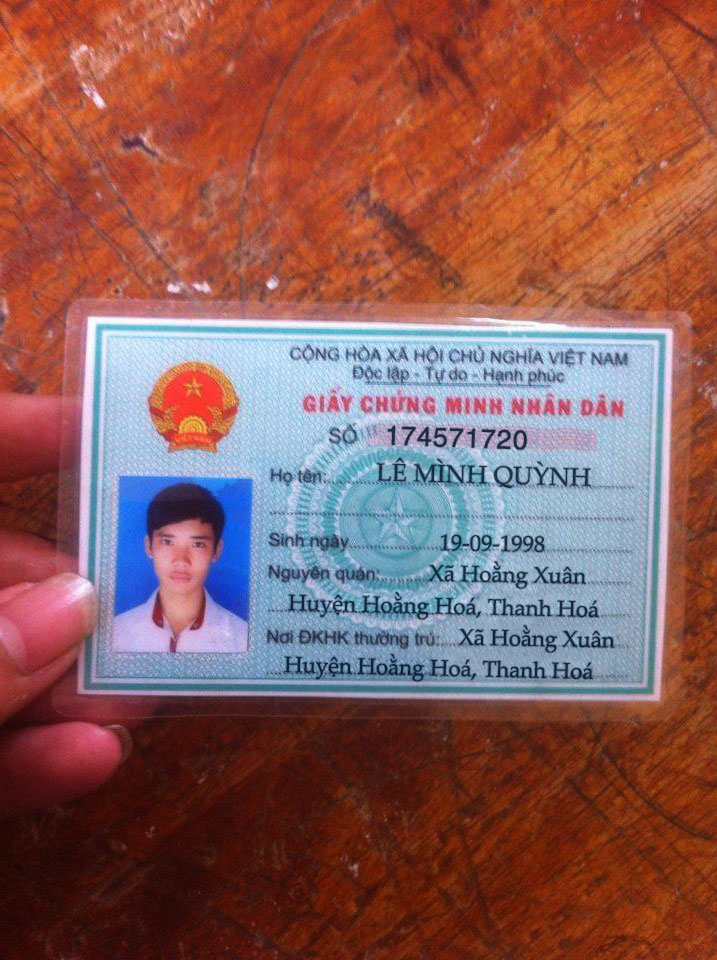 CỘNG HÒA XÃ HỘI CHỦ NGHĨA VIỆT NAM
Độc lập - Tự do - Hạnh phúc
GIẤY CHỨNG MINH NHÂN DÂN
SỐ 174571720
Họ tên: LÊ MÌNH QUỲNH
Sinh ngày 19-09-1998
Nguyên quán: Xã Hoằng Xuân
Huyện Hoằng Hoá, Thanh Hoá
Nơi ĐKHK thường trú: Xã Hoằng Xuân
Huyện Hoằng Hoá, Thanh Hoá